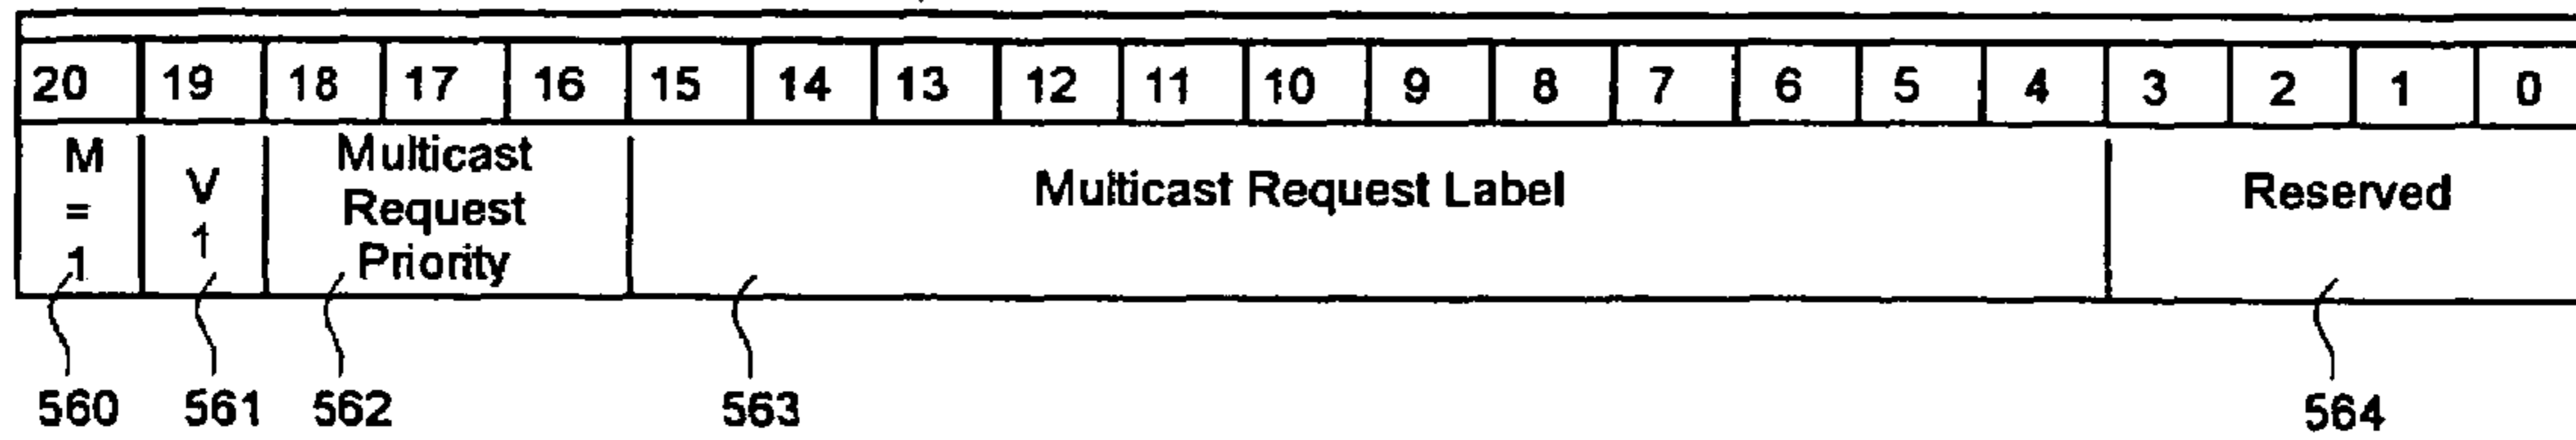 20 19 18 17 16 15 14 13 12 11 10 9 8 7 6 5 4 3 2 1 0
M
=
1
V
1
Multicast
Request
Priority
Multicast Request Label
Reserved
560 561 562 563 564